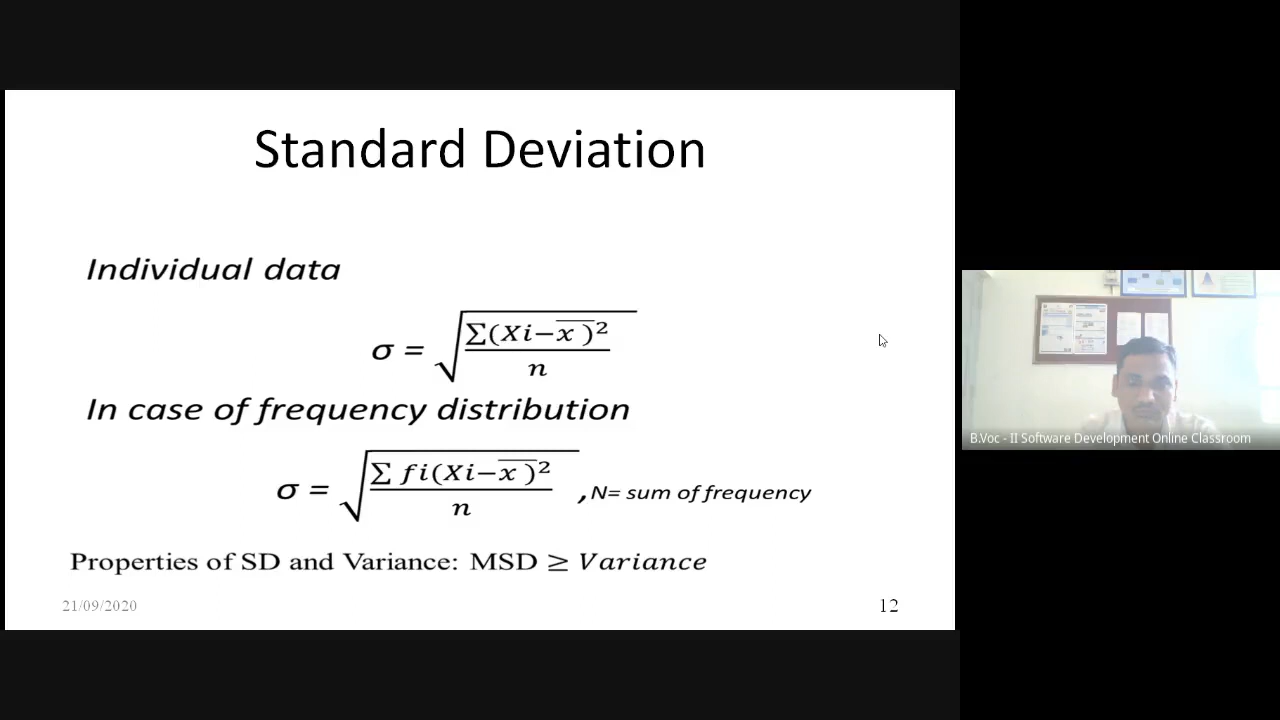 Standard Deviation
Individual data
σ = √(∑(Xi−x̄ )² / n)
In case of frequency distribution
σ = √(∑ fi(Xi−x̄ )² / n) , N= sum of frequency
Properties of SD and Variance: MSD ≥ Variance
21/09/2020
12
B.Voc - II Software Development Online Classroom